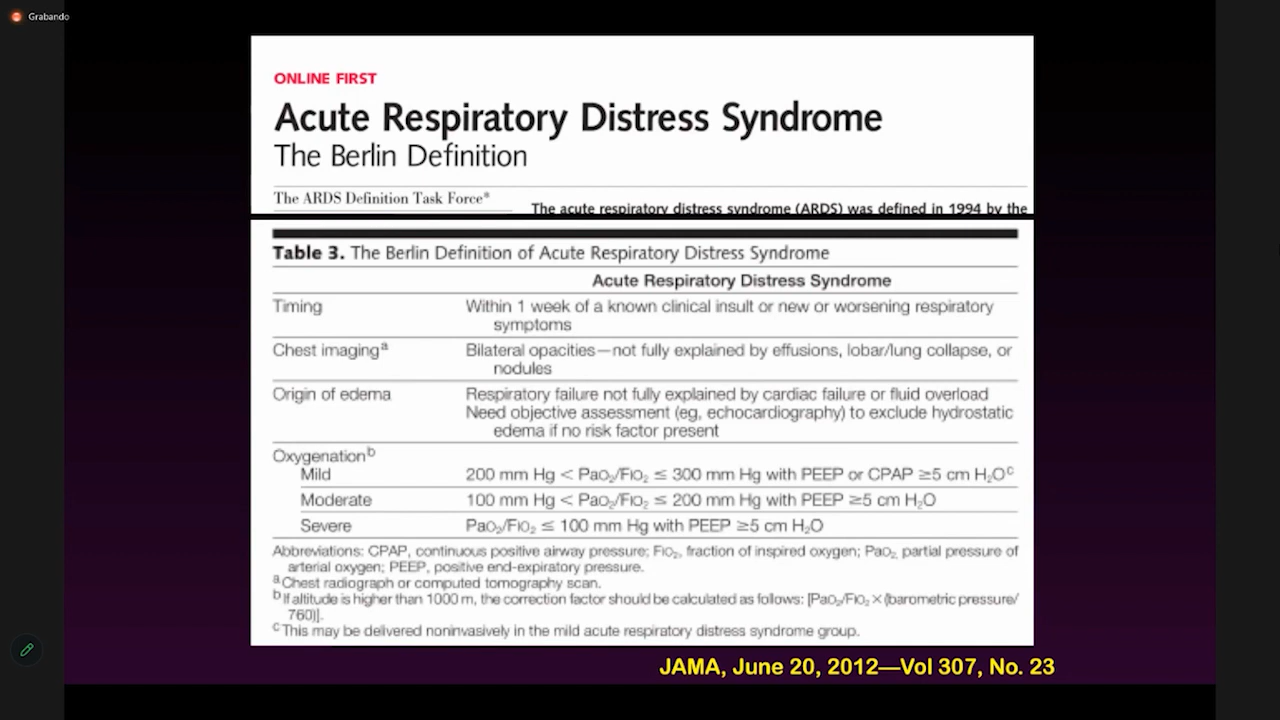 Grabando
ONLINE FIRST
Acute Respiratory Distress Syndrome
The Berlin Definition
The ARDS Definition Task Force*
The acute respiratory distress syndrome (ARDS) was defined in 1994 by the
Table 3. The Berlin Definition of Acute Respiratory Distress Syndrome
Acute Respiratory Distress Syndrome
Timing Within 1 week of a known clinical insult or new or worsening respiratory
symptoms
Chest imagingᵃ Bilateral opacities—not fully explained by effusions, lobar/lung collapse, or
nodules
Origin of edema Respiratory failure not fully explained by cardiac failure or fluid overload
Need objective assessment (eg, echocardiography) to exclude hydrostatic
edema if no risk factor present
Oxygenationᵇ
Mild 200 mm Hg < PaO₂/FIO₂ ≤ 300 mm Hg with PEEP or CPAP ≥5 cm H₂Oᶜ
Moderate 100 mm Hg < PaO₂/FIO₂ ≤ 200 mm Hg with PEEP ≥5 cm H₂O
Severe PaO₂/FIO₂ ≤ 100 mm Hg with PEEP ≥5 cm H₂O
Abbreviations: CPAP, continuous positive airway pressure; FIO₂, fraction of inspired oxygen; PaO₂, partial pressure of
arterial oxygen; PEEP, positive end-expiratory pressure.
ᵃChest radiograph or computed tomography scan.
ᵇIf altitude is higher than 1000 m, the correction factor should be calculated as follows: [PaO₂/FIO₂ × (barometric pressure/
760)].
ᶜThis may be delivered noninvasively in the mild acute respiratory distress syndrome group.
JAMA, June 20, 2012—Vol 307, No. 23